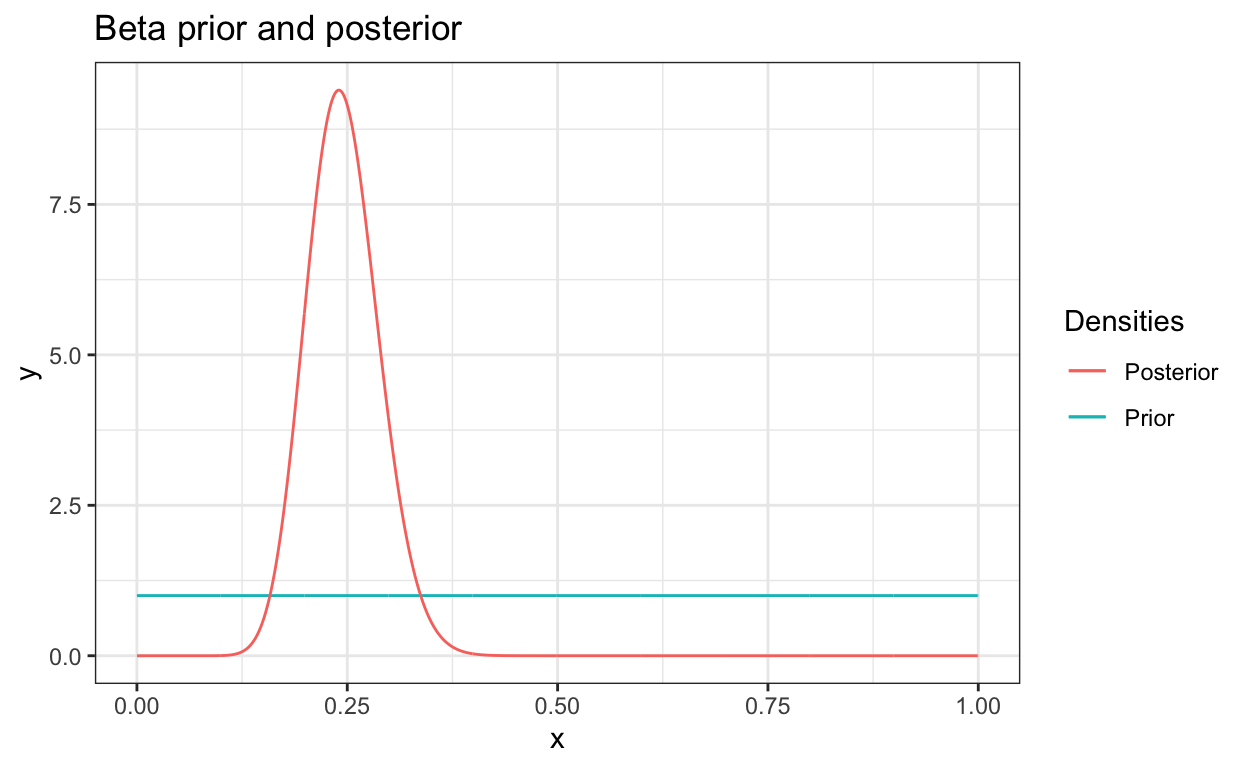 Beta prior and posterior
7.5
5.0
2.5
0.0
y
0.00 0.25 0.50 0.75 1.00
x
Densities
Posterior
Prior